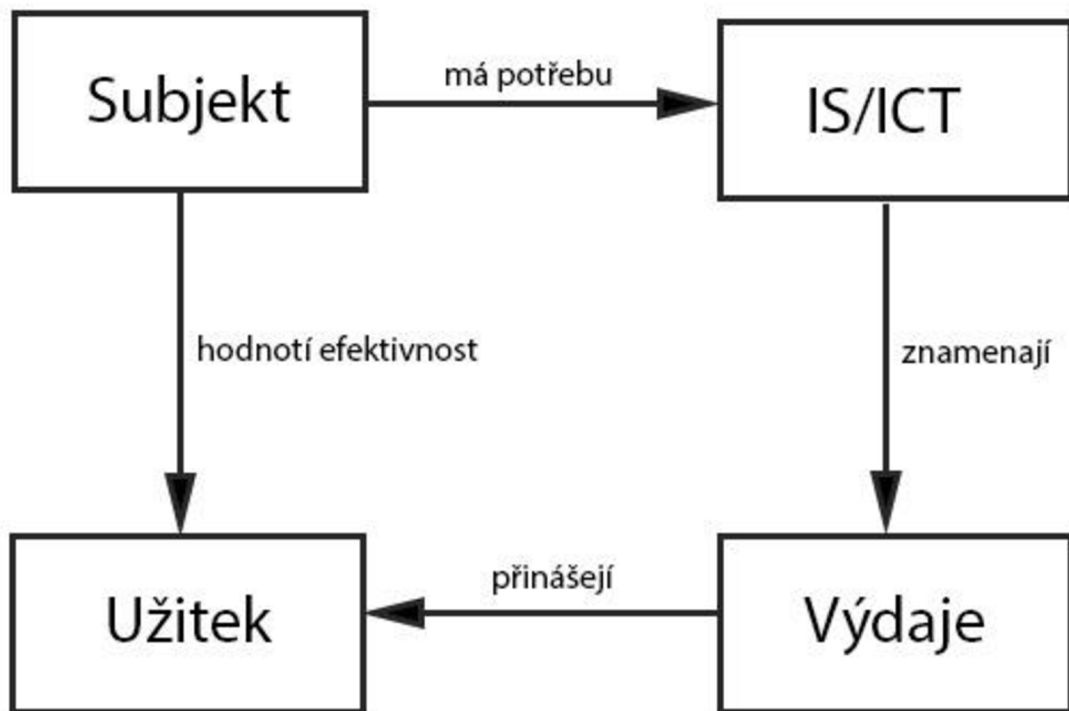 Subjekt
má potřebu
IS/ICT
hodnotí efektivnost
znamenají
Užitek
přinášejí
Výdaje